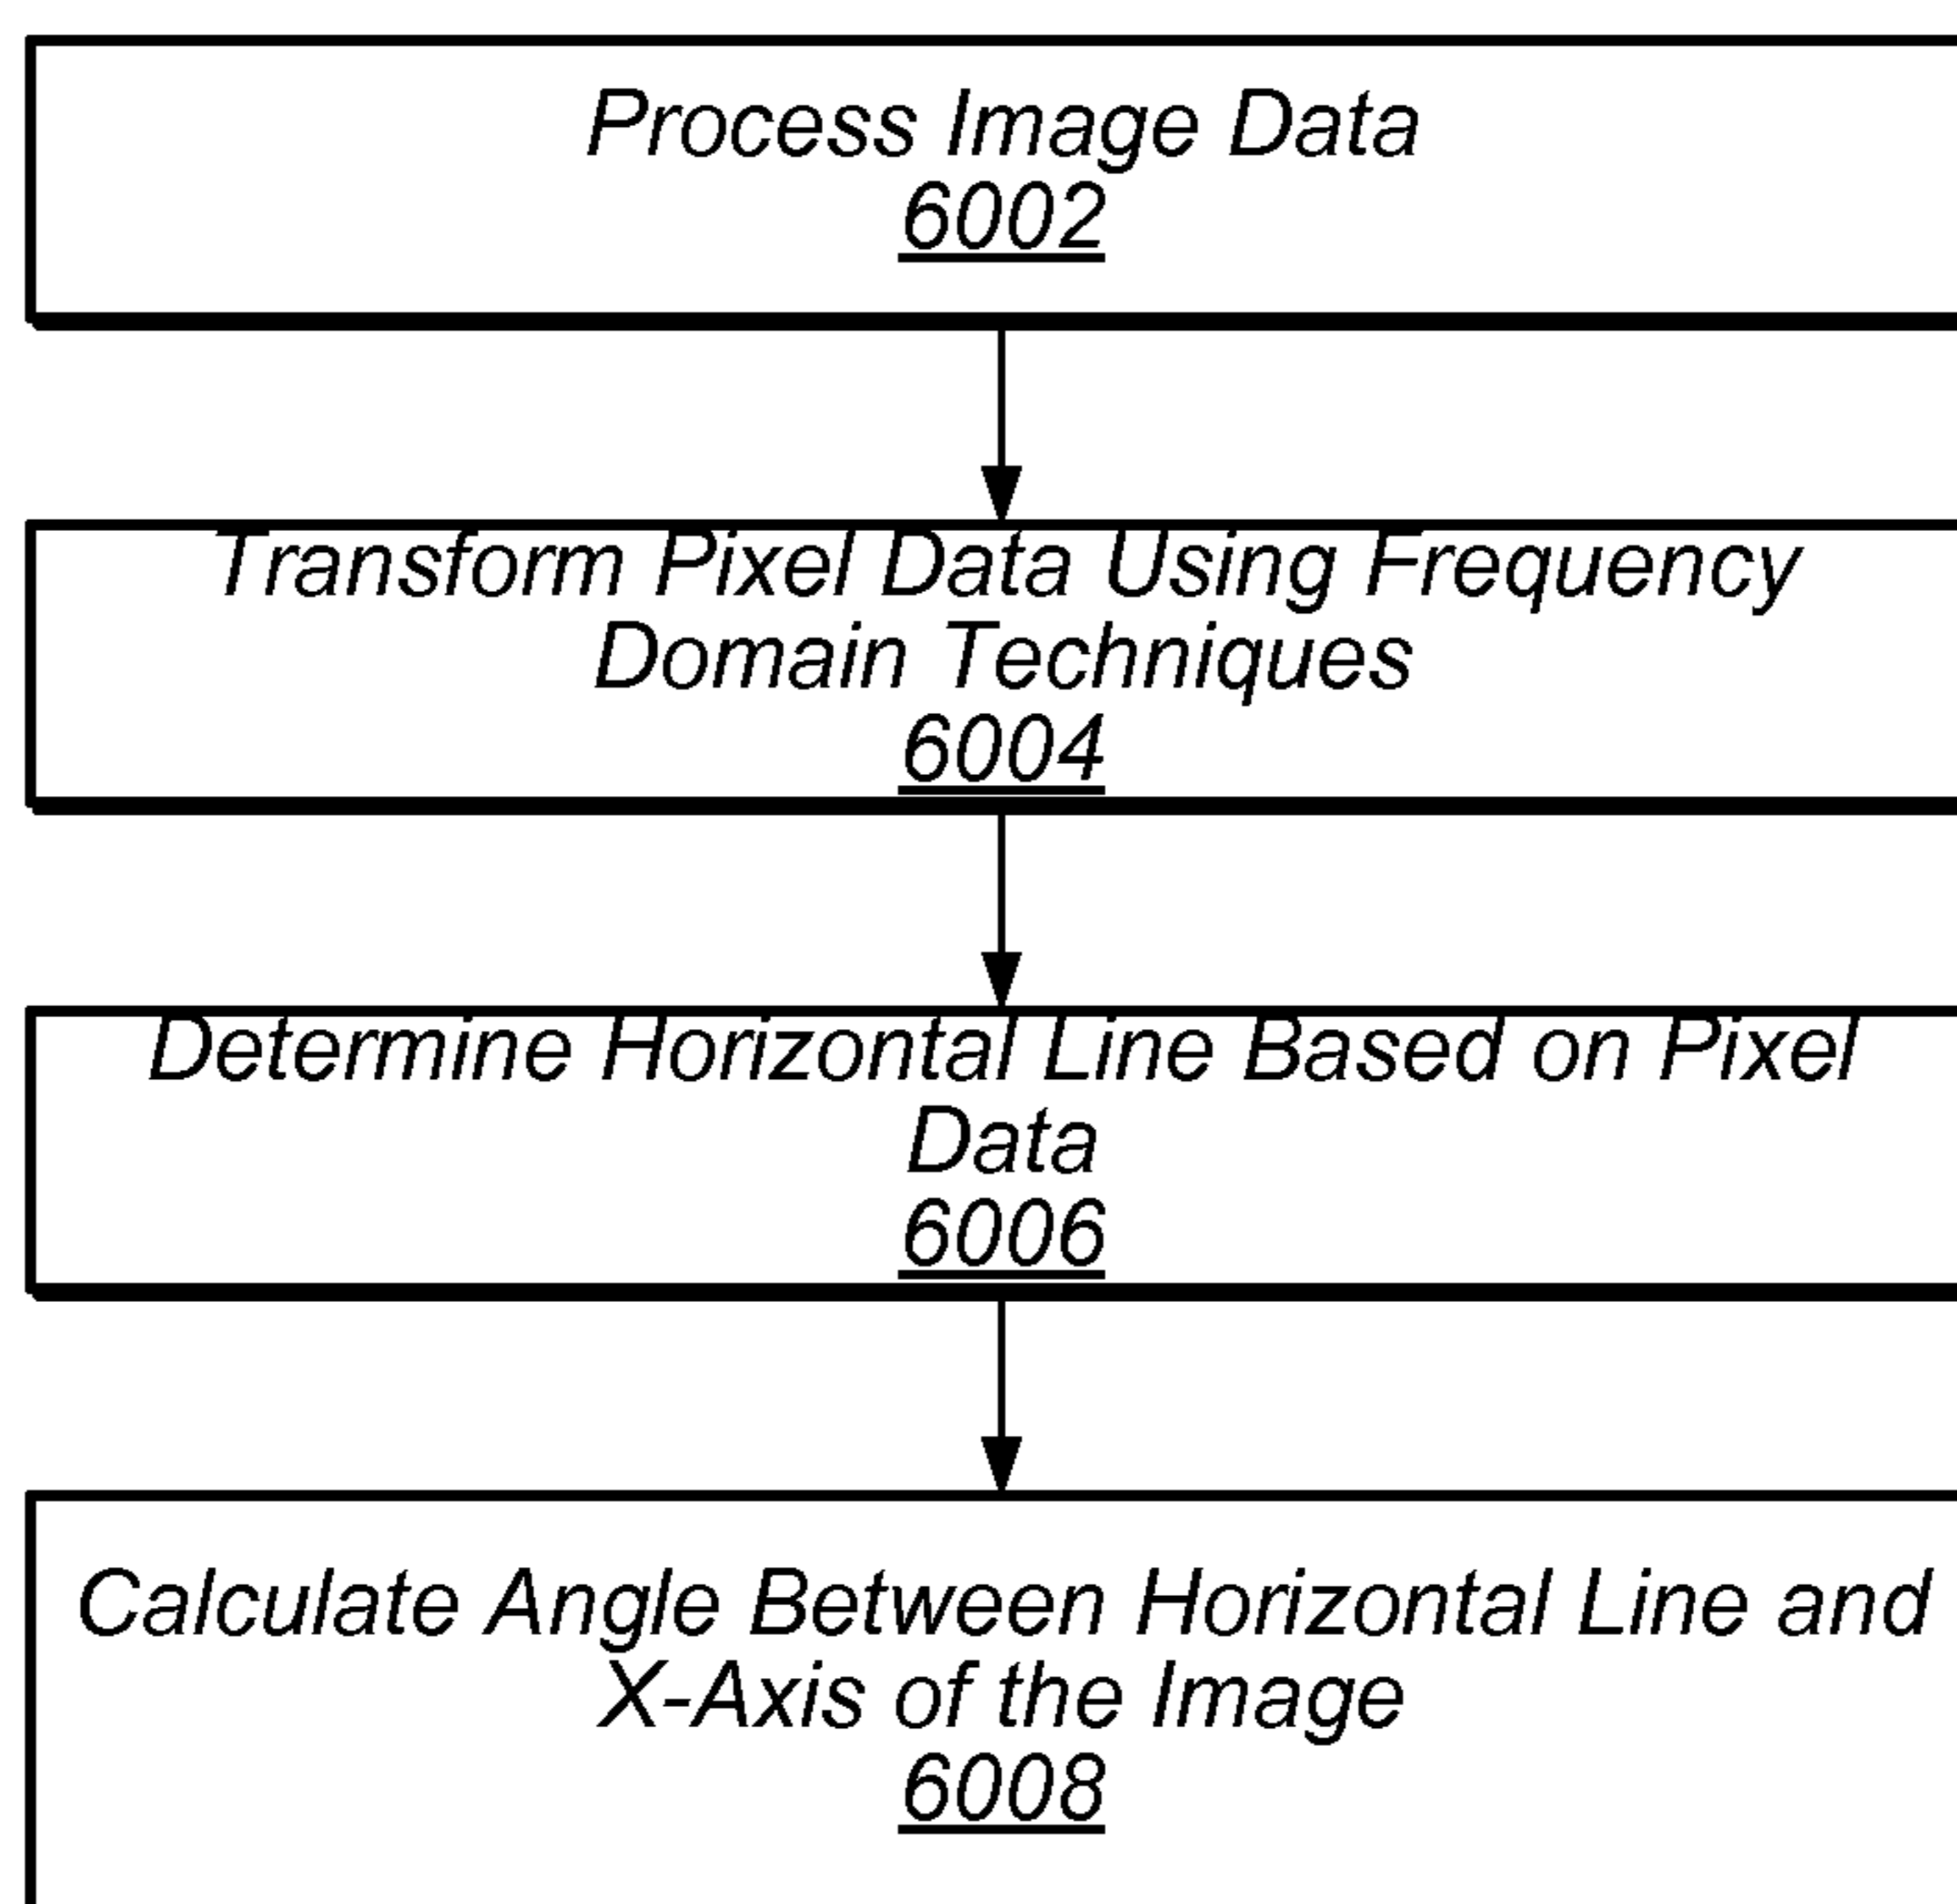 Process Image Data
6002
Transform Pixel Data Using Frequency
Domain Techniques
6004
Determine Horizontal Line Based on Pixel
Data
6006
Calculate Angle Between Horizontal Line and
X-Axis of the Image
6008